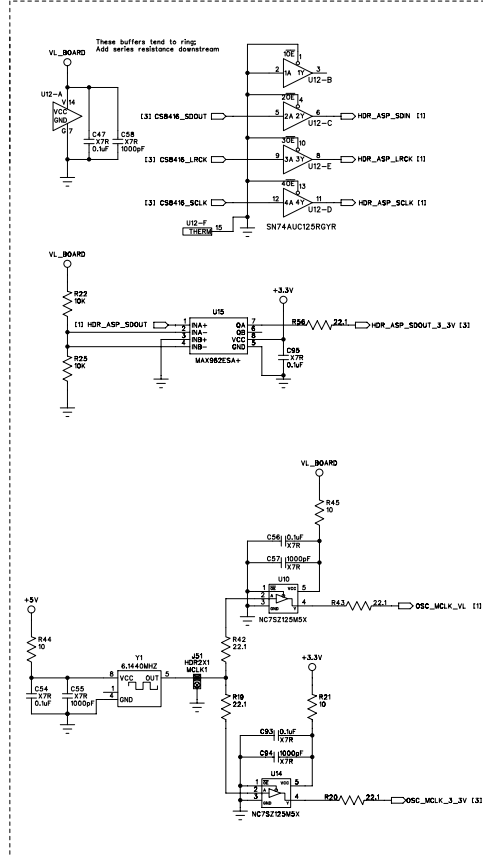 These buffers tend to ring;
Add series resistance downstream
VL_BOARD
U12-A
V 14
VCC
GND
G 7
C47
X7R
0.1uF
C58
X7R
1000pF
1OE 1
2 1A 1Y 3
U12-B
2OE 4
[3] CS8416_SDOUT 5 2A 2Y 6 HDR_ASP_SDIN [1]
U12-C
3OE 10
[3] CS8416_LRCK 9 3A 3Y 8 HDR_ASP_LRCK [1]
U12-E
4OE 13
[3] CS8416_SCLK 12 4A 4Y 11 HDR_ASP_SCLK [1]
U12-D
U12-F
THERM 15
SN74AUC125RGYR
VL_BOARD
R22
10K
+3.3V
U15
[1] HDR_ASP_SDOUT 1 INA+ QA 7 R56 22.1 HDR_ASP_SDOUT_3_3V [3]
2 INA- QB 6
3 INB+ VCC 8
4 INB- GND 5
MAX962ESA+
R25
10K
C95
X7R
0.1uF
VL_BOARD
R45
10
C56 0.1uF
X7R
C57 1000pF
X7R
U10
1 OE VCC 5
2 A
3 GND Y 4 R43 22.1 OSC_MCLK_VL [1]
NC7SZ125M5X
+5V
R44
10
Y1
6.1440MHZ
8 VCC OUT 5
1
4 GND
C54
X7R
0.1uF
C55
X7R
1000pF
J51
HDR2X1
MCLK1
R42
22.1
R19
22.1
+3.3V
R21
10
C93 0.1uF
X7R
C94 1000pF
X7R
U14
1 OE VCC 5
2 A
3 GND Y 4 R20 22.1 OSC_MCLK_3_3V [3]
NC7SZ125M5X